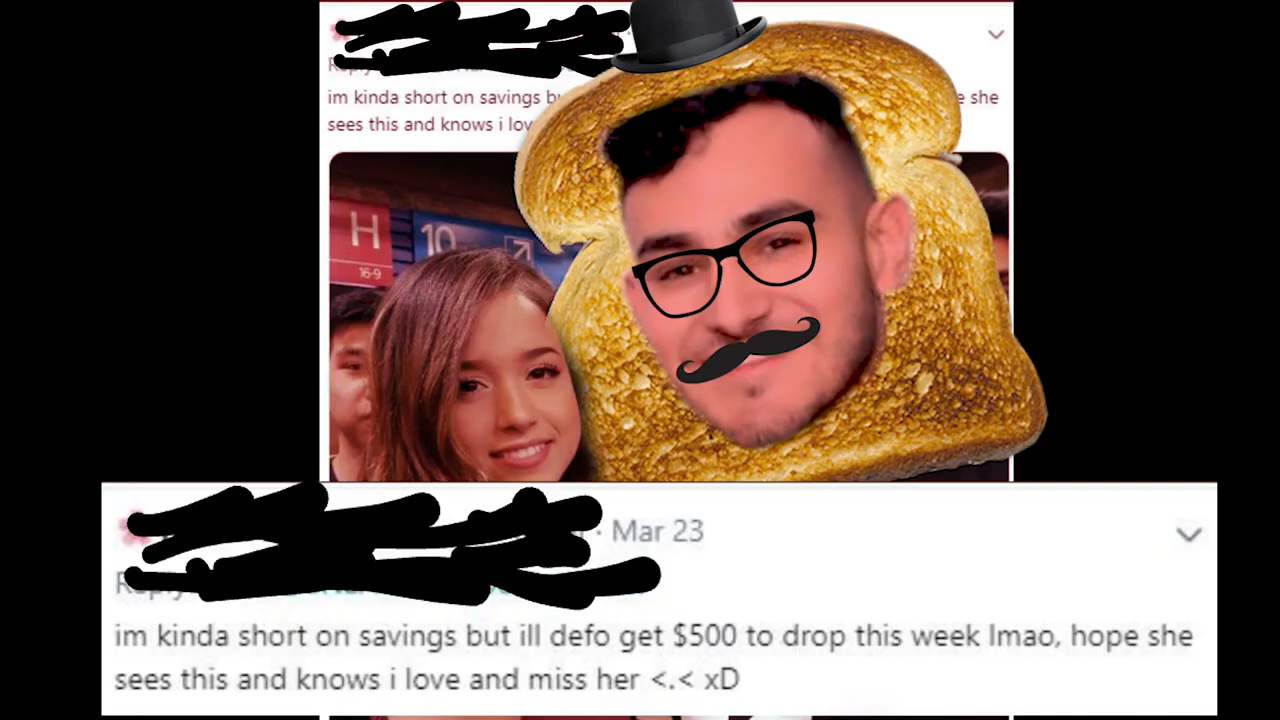 im kinda short on savings
e she
sees this and knows i
H
10
16-9
· Mar 23
im kinda short on savings but ill defo get $500 to drop this week lmao, hope she
sees this and knows i love and miss her <.< xD